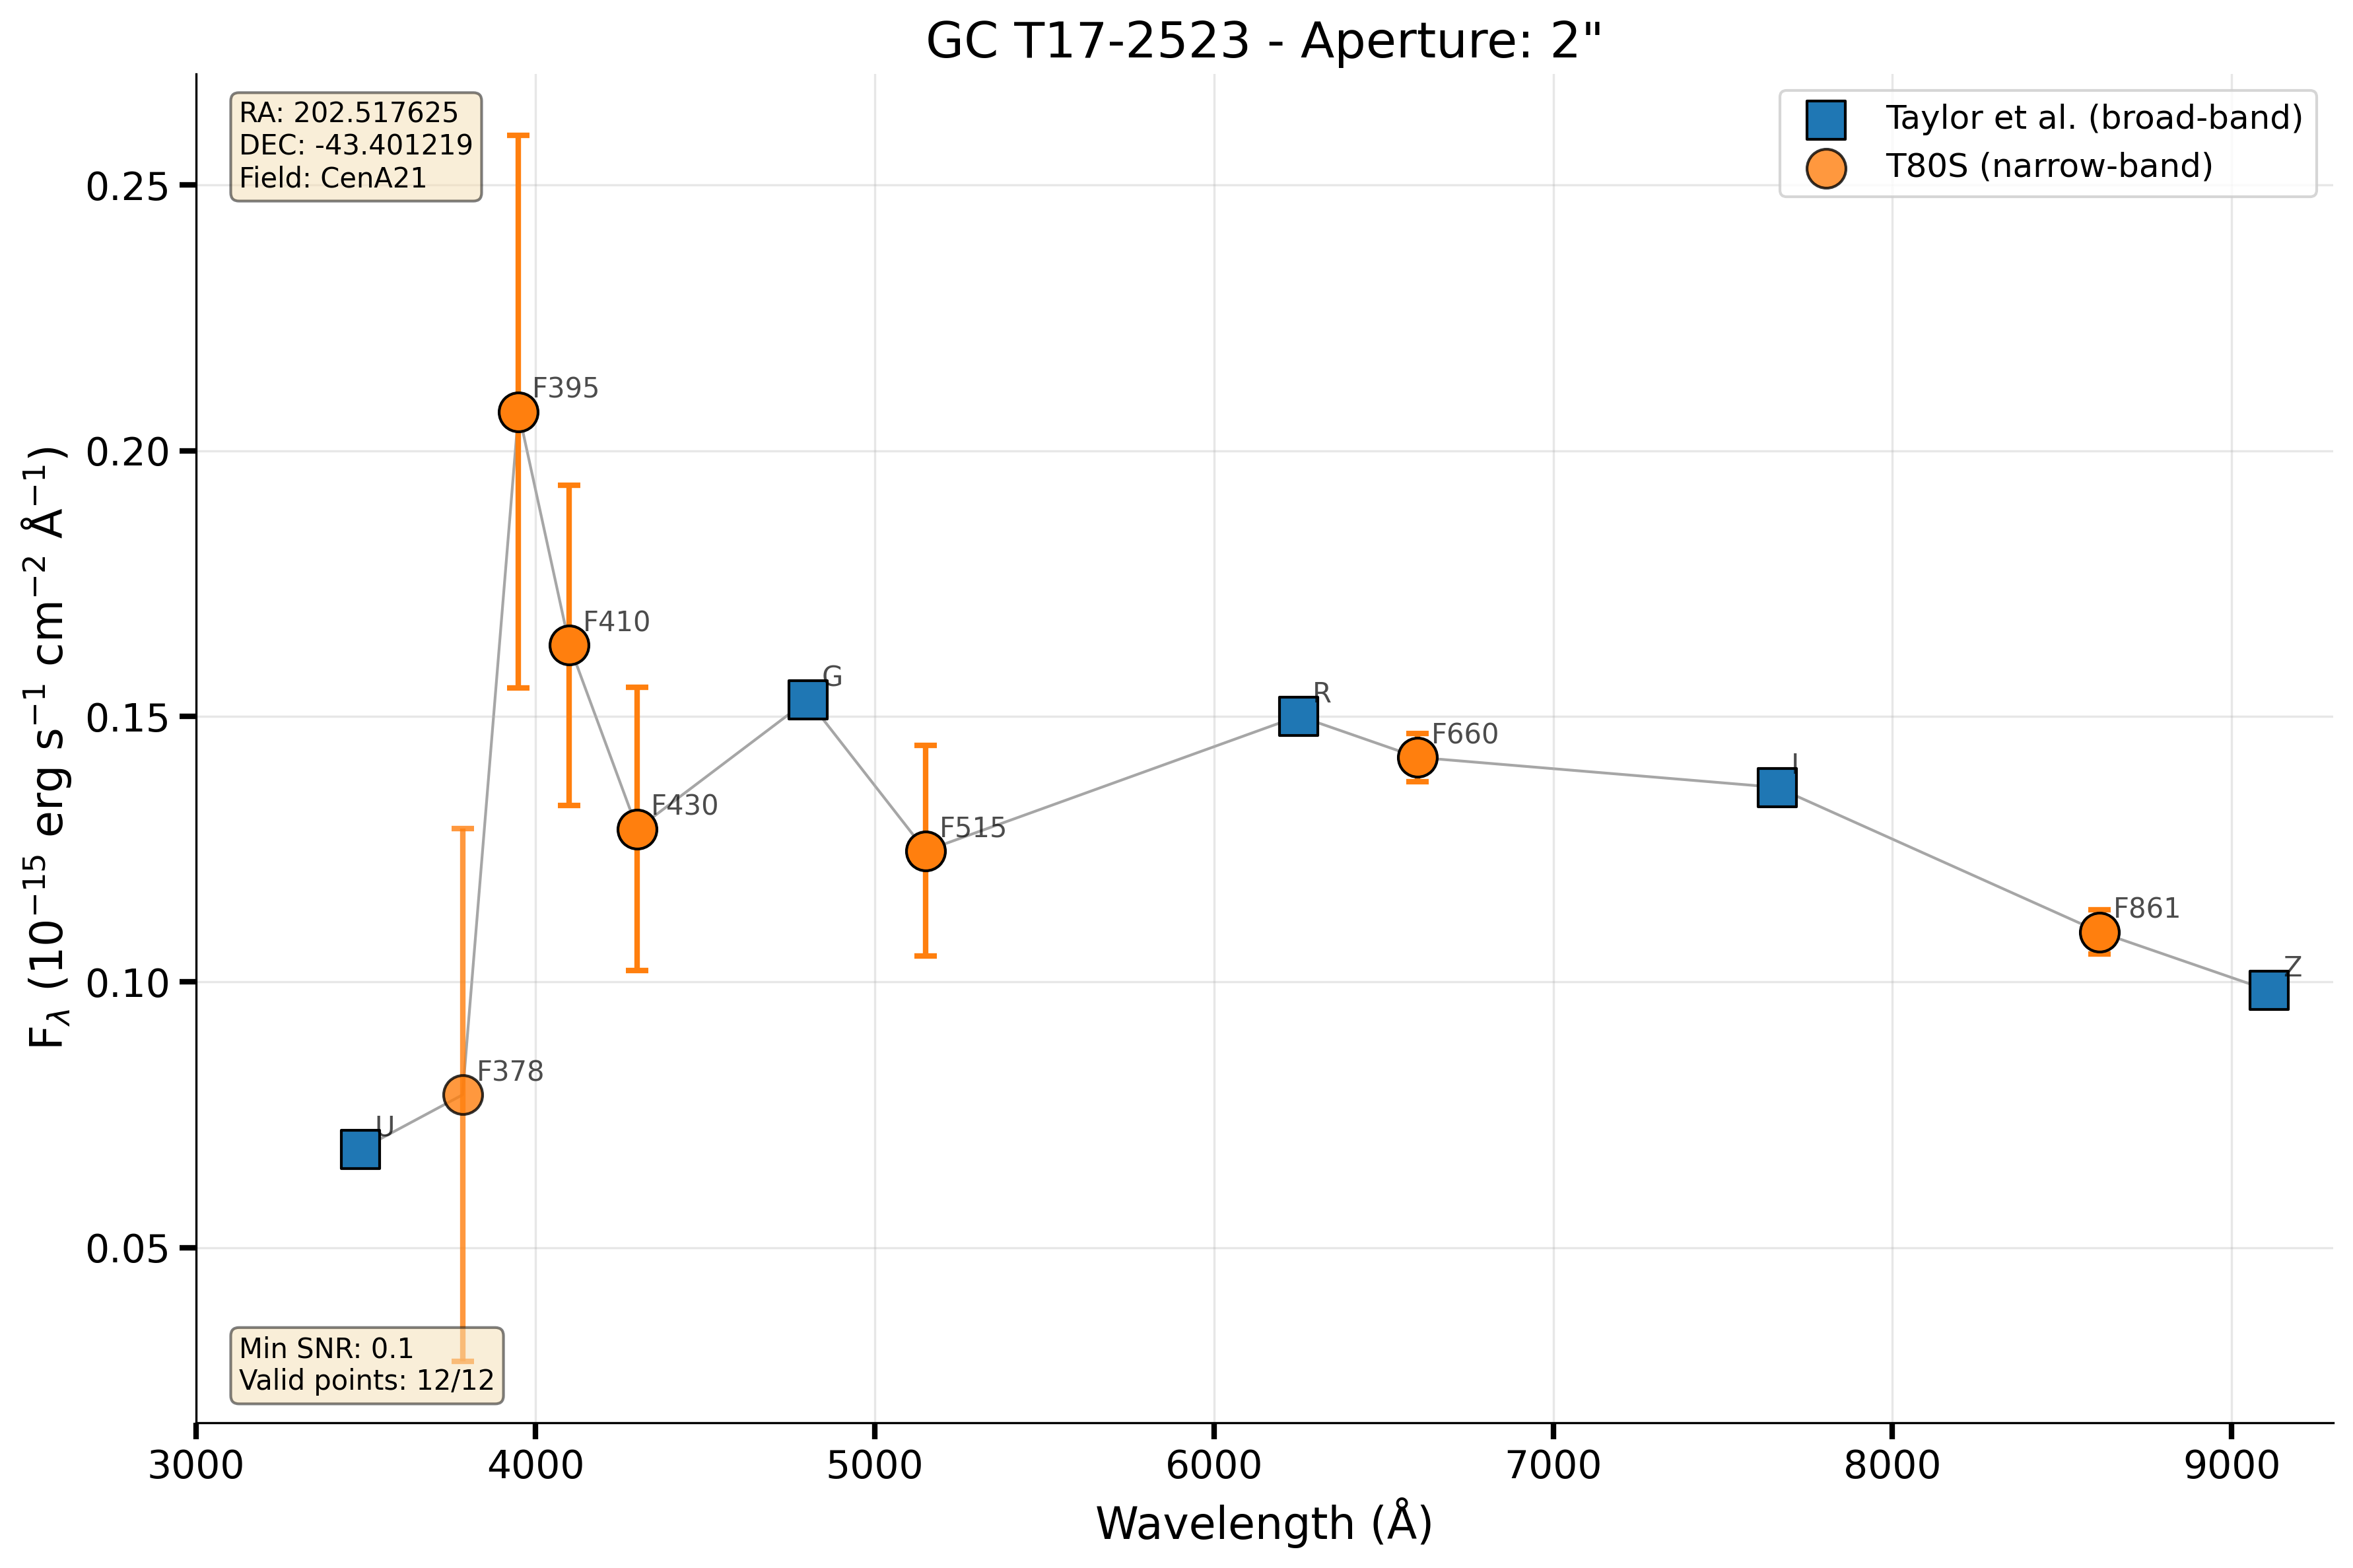 GC T17-2523 - Aperture: 2"
RA: 202.517625
DEC: -43.401219
Field: CenA21
Taylor et al. (broad-band)
T80S (narrow-band)
0.25
0.20
0.15
0.10
0.05
F395
F410
G
R
F660
I
F430
F515
F861
Z
F378
U
Min SNR: 0.1
Valid points: 12/12
3000 4000 5000 6000 7000 8000 9000
Wavelength (Å)
F_λ (10⁻¹⁵ erg s⁻¹ cm⁻² Å⁻¹)